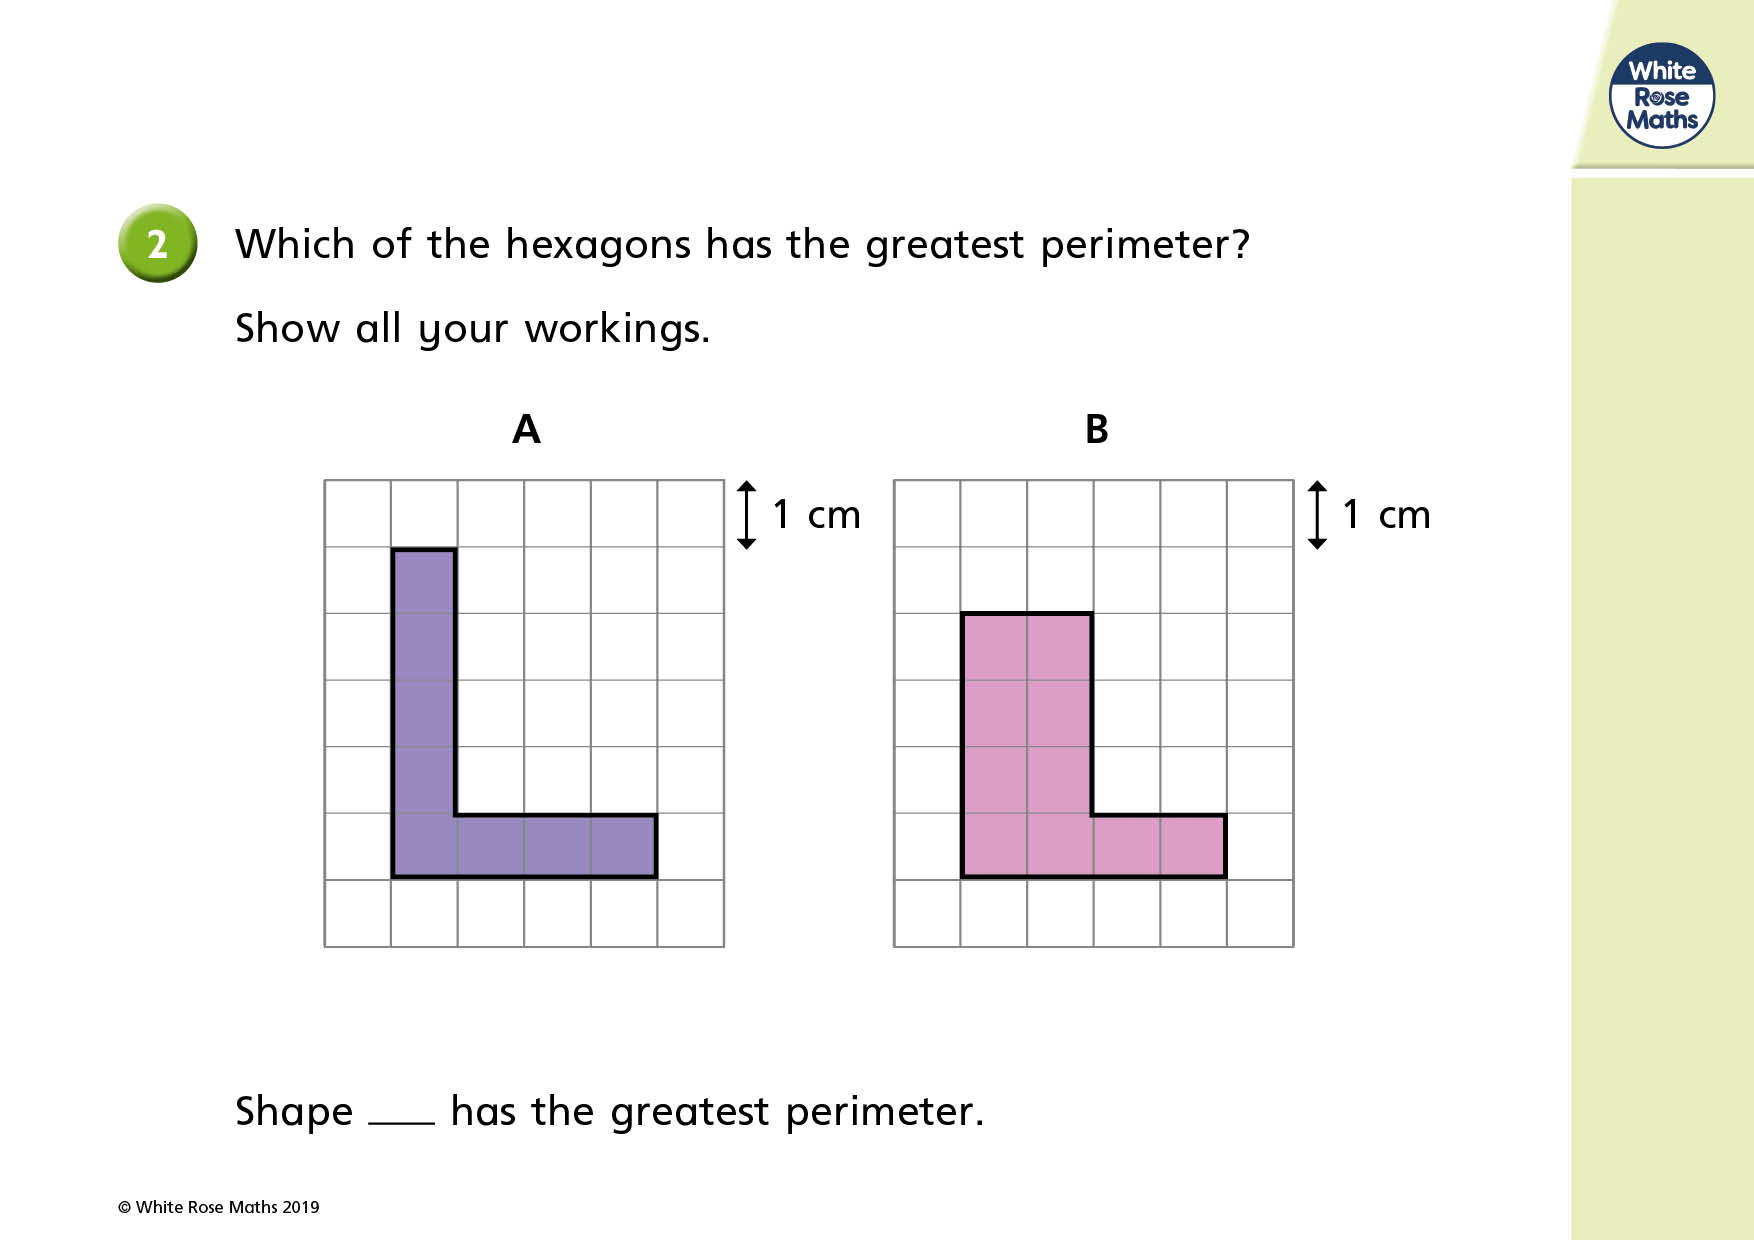 White
Rose
Maths
2 Which of the hexagons has the greatest perimeter?
Show all your workings.
A B
1 cm 1 cm
Shape ___ has the greatest perimeter.
© White Rose Maths 2019